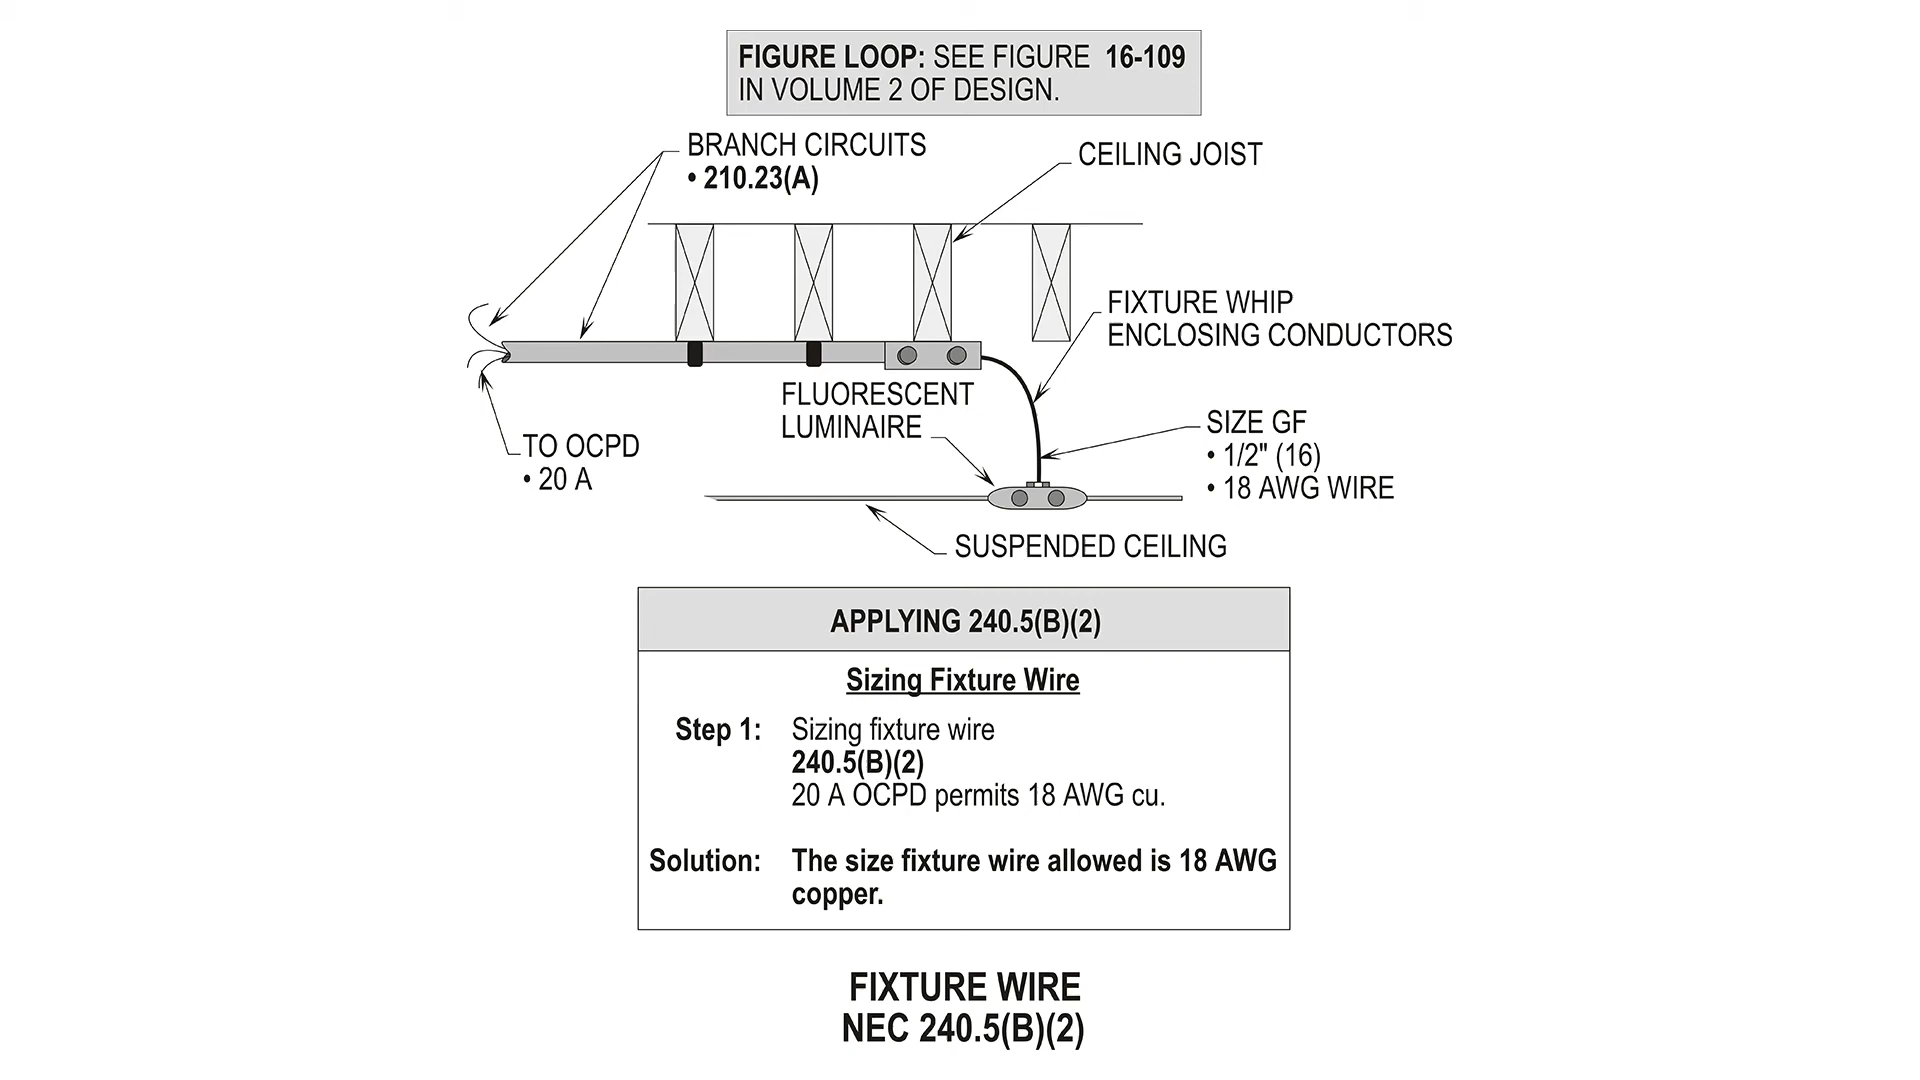 FIGURE LOOP: SEE FIGURE 16-109
IN VOLUME 2 OF DESIGN.
BRANCH CIRCUITS
• 210.23(A)
CEILING JOIST
FIXTURE WHIP
ENCLOSING CONDUCTORS
FLUORESCENT
LUMINAIRE
SIZE GF
• 1/2" (16)
• 18 AWG WIRE
TO OCPD
• 20 A
SUSPENDED CEILING
APPLYING 240.5(B)(2)
Sizing Fixture Wire
Step 1: Sizing fixture wire
240.5(B)(2)
20 A OCPD permits 18 AWG cu.
Solution: The size fixture wire allowed is 18 AWG
copper.
FIXTURE WIRE
NEC 240.5(B)(2)